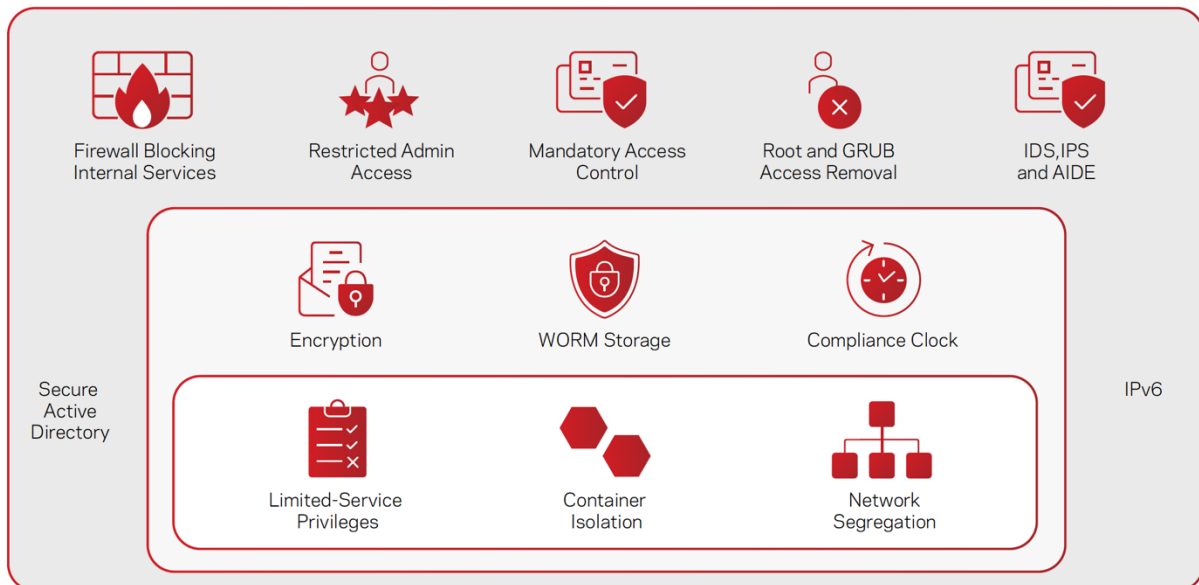 Firewall Blocking
Internal Services
Restricted Admin
Access
Mandatory Access
Control
Root and GRUB
Access Removal
IDS,IPS
and AIDE
Encryption
WORM Storage
Compliance Clock
Secure
Active
Directory
IPv6
Limited-Service
Privileges
Container
Isolation
Network
Segregation